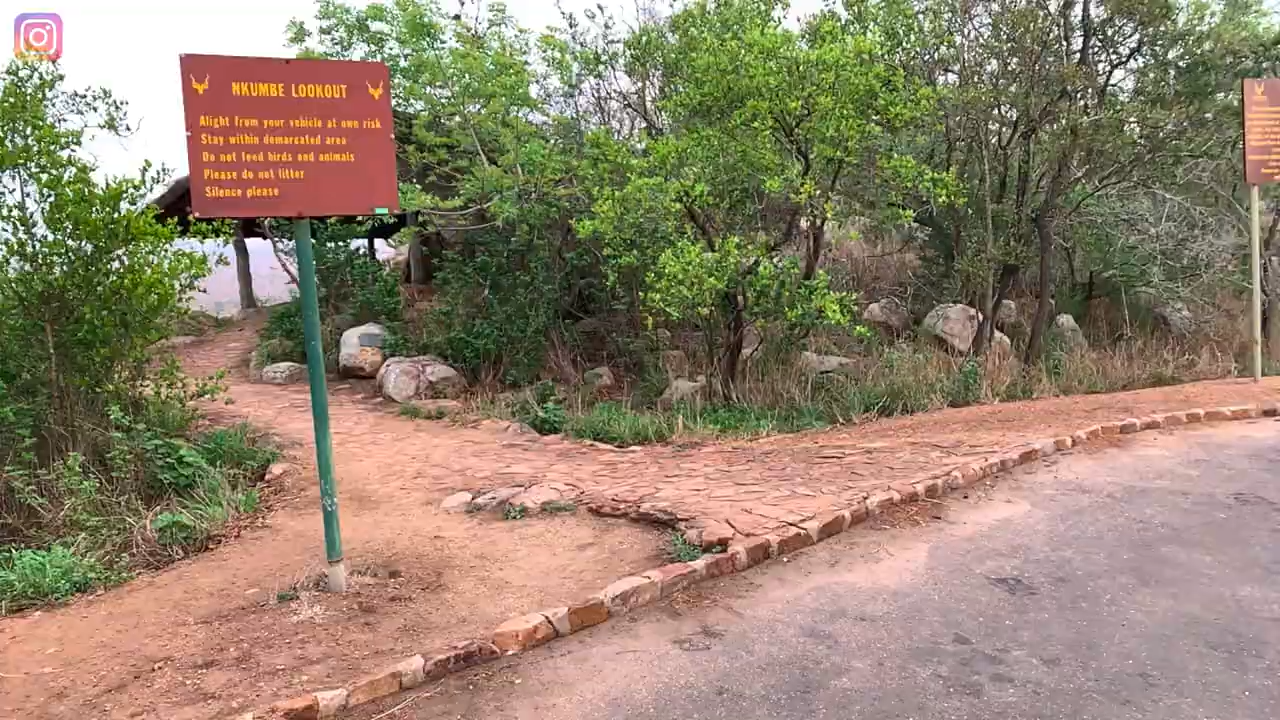 NKUMBE LOOKOUT
Alight from your vehicle at own risk
Stay within demarcated area
Do not feed birds and animals
Please do not litter
Silence please